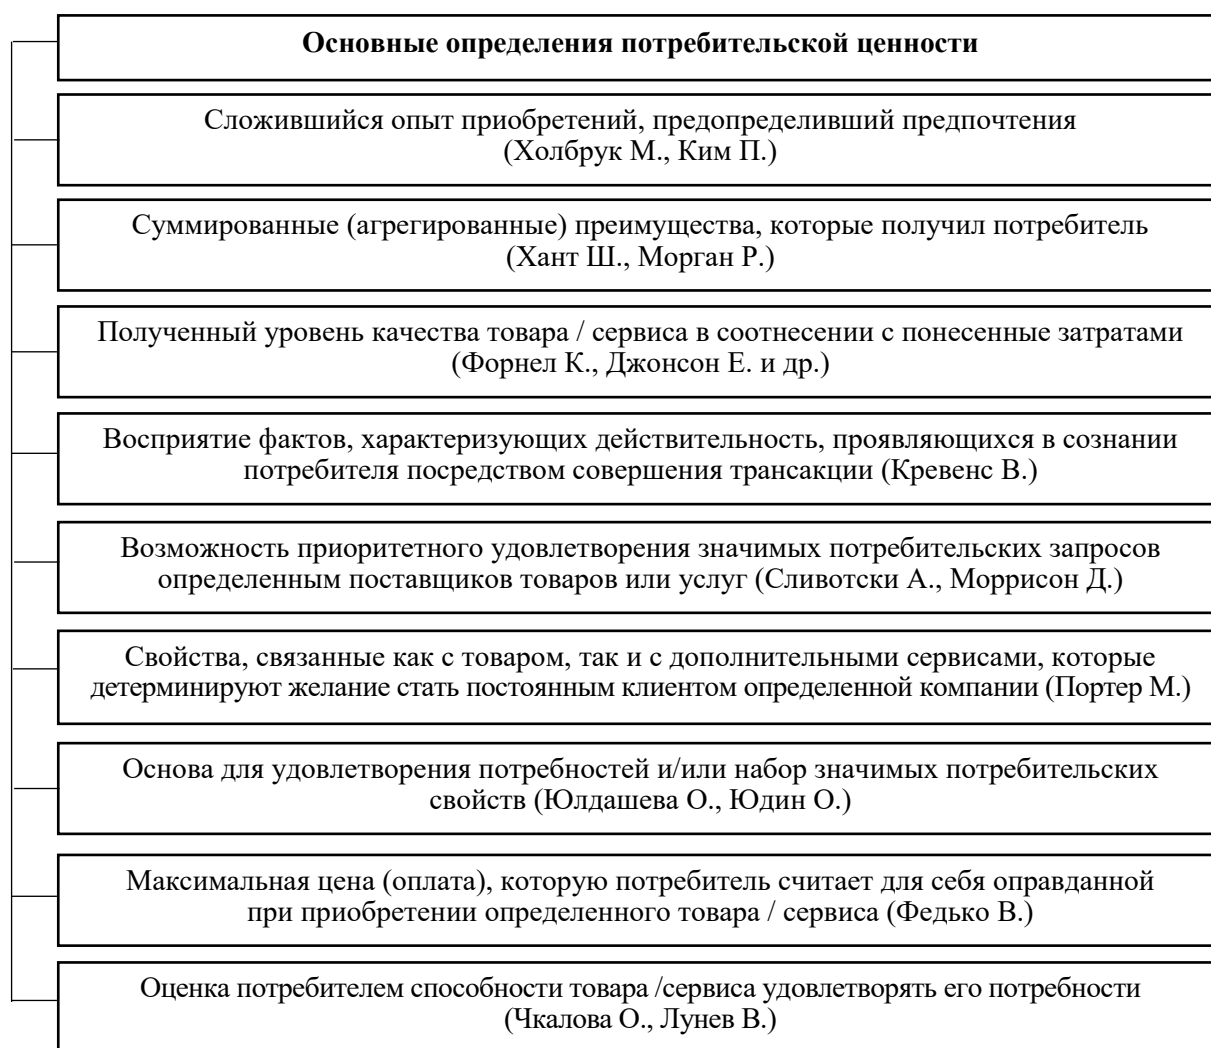 Основные определения потребительской ценности
Сложившийся опыт приобретений, предопределивший предпочтения
(Холбрук М., Ким П.)
Суммированные (агрегированные) преимущества, которые получил потребитель
(Хант Ш., Морган Р.)
Полученный уровень качества товара / сервиса в соотнесении с понесенные затратами
(Форнел К., Джонсон Е. и др.)
Восприятие фактов, характеризующих действительность, проявляющихся в сознании
потребителя посредством совершения трансакции (Кревенс В.)
Возможность приоритетного удовлетворения значимых потребительских запросов
определенным поставщиков товаров или услуг (Сливотски А., Моррисон Д.)
Свойства, связанные как с товаром, так и с дополнительными сервисами, которые
детерминируют желание стать постоянным клиентом определенной компании (Портер М.)
Основа для удовлетворения потребностей и/или набор значимых потребительских
свойств (Юлдашева О., Юдин О.)
Максимальная цена (оплата), которую потребитель считает для себя оправданной
при приобретении определенного товара / сервиса (Федько В.)
Оценка потребителем способности товара /сервиса удовлетворять его потребности
(Чкалова О., Лунев В.)